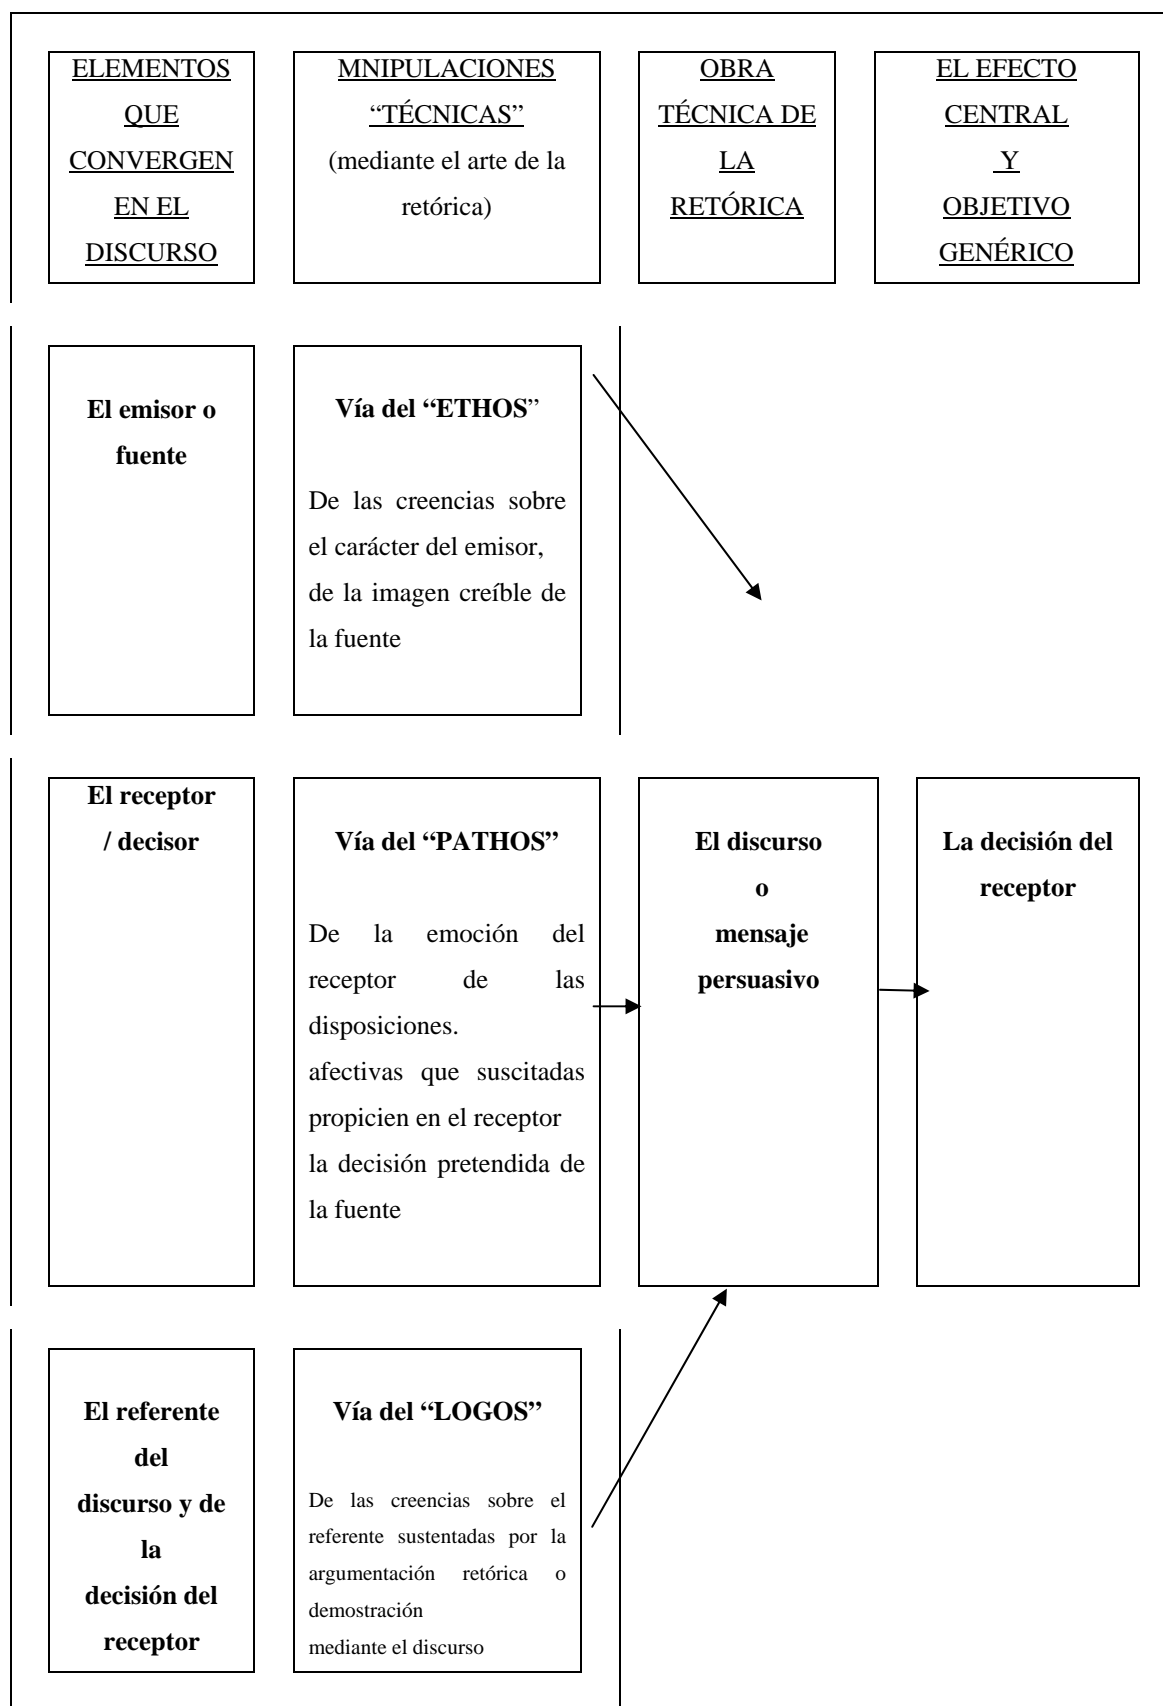 ELEMENTOS
QUE
CONVERGEN
EN EL
DISCURSO
MNIPULACIONES
“TÉCNICAS”
(mediante el arte de la
retórica)
OBRA
TÉCNICA DE
LA
RETÓRICA
EL EFECTO
CENTRAL
Y
OBJETIVO
GENÉRICO
El emisor o
fuente
Vía del “ETHOS”
De las creencias sobre
el carácter del emisor,
de la imagen creíble de
la fuente
El receptor
/ decisor
Vía del “PATHOS”
De la emoción del
receptor de las
disposiciones.
afectivas que suscitadas
propicien en el receptor
la decisión pretendida de
la fuente
El discurso
o
mensaje
persuasivo
La decisión del
receptor
El referente
del
discurso y de
la
decisión del
receptor
Vía del “LOGOS”
De las creencias sobre el
referente sustentadas por la
argumentación retórica o
demostración
mediante el discurso